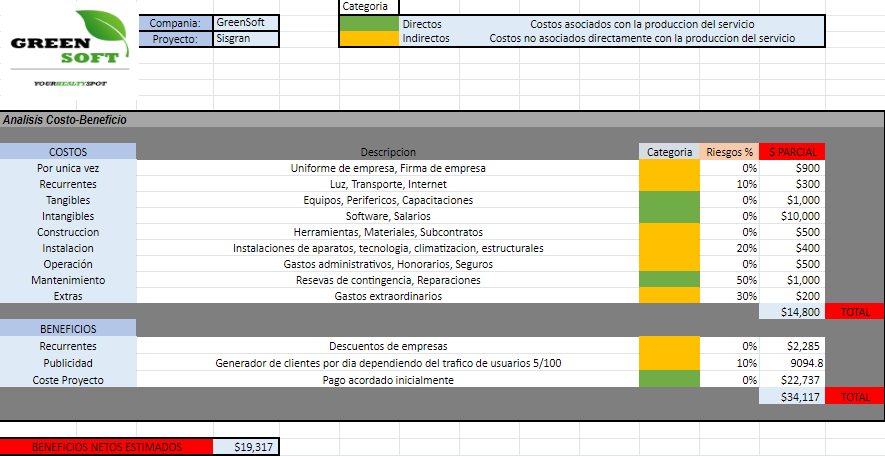 Categoria
GREEN
SOFT
YOURHEALTYSPOT
Compania: GreenSoft
Proyecto: Sisgran
Directos Costos asociados con la produccion del servicio
Indirectos Costos no asociados directamente con la produccion del servicio
Analisis Costo-Beneficio
COSTOS Descripcion Categoria Riesgos % $ PARCIAL
Por unica vez Uniforme de empresa, Firma de empresa 0% $900
Recurrentes Luz, Transporte, Internet 10% $300
Tangibles Equipos, Perifericos, Capacitaciones 0% $1,000
Intangibles Software, Salarios 0% $10,000
Construccion Herramientas, Materiales, Subcontratos 0% $500
Instalacion Instalaciones de aparatos, tecnologia, climatizacion, estructurales 20% $400
Operación Gastos administrativos, Honorarios, Seguros 0% $500
Mantenimiento Resevas de contingencia, Reparaciones 50% $1,000
Extras Gastos extraordinarios 30% $200
$14,800 TOTAL
BENEFICIOS
Recurrentes Descuentos de empresas 0% $2,285
Publicidad Generador de clientes por dia dependiendo del trafico de usuarios 5/100 10% 9094.8
Coste Proyecto Pago acordado inicialmente 0% $22,737
$34,117 TOTAL
BENEFICIOS NETOS ESTIMADOS $19,317